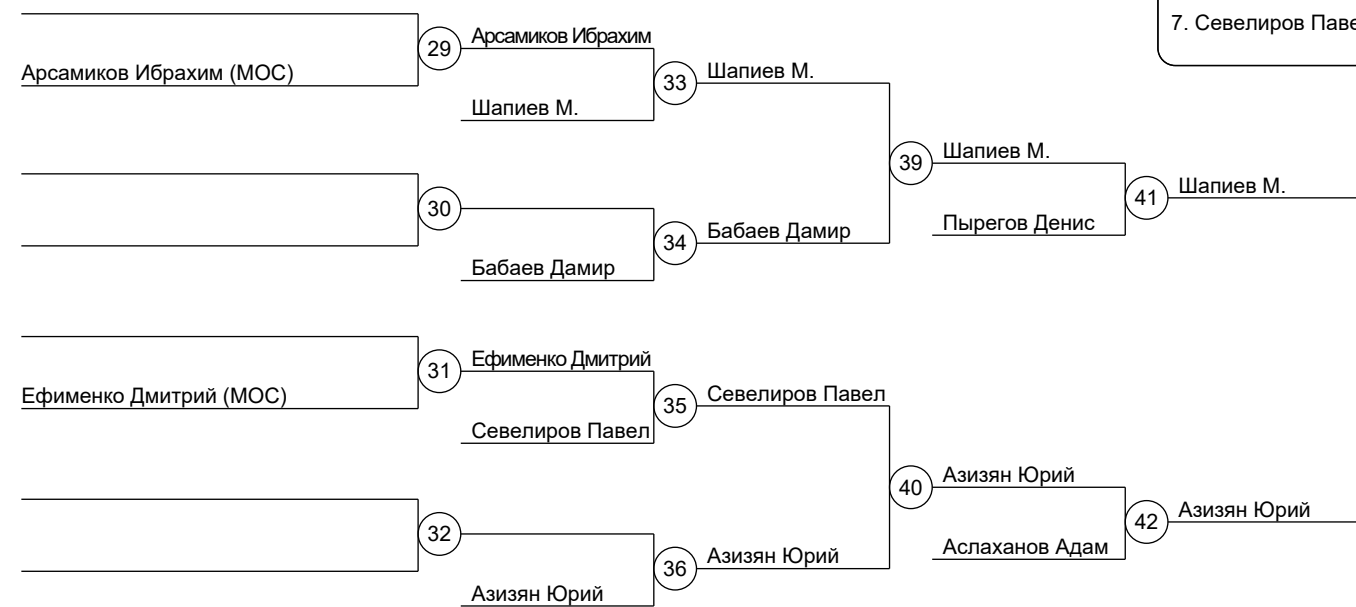 7. Севелиров Паве
29
Арсамиков Ибрахим
Арсамиков Ибрахим (МОС)
33
Шапиев М.
Шапиев М.
39
Шапиев М.
30
41
Шапиев М.
34
Бабаев Дамир
Пырегов Денис
Бабаев Дамир
31
Ефименко Дмитрий
Ефименко Дмитрий (МОС)
35
Севелиров Павел
Севелиров Павел
40
Азизян Юрий
32
42
Азизян Юрий
36
Азизян Юрий
Аслаханов Адам
Азизян Юрий